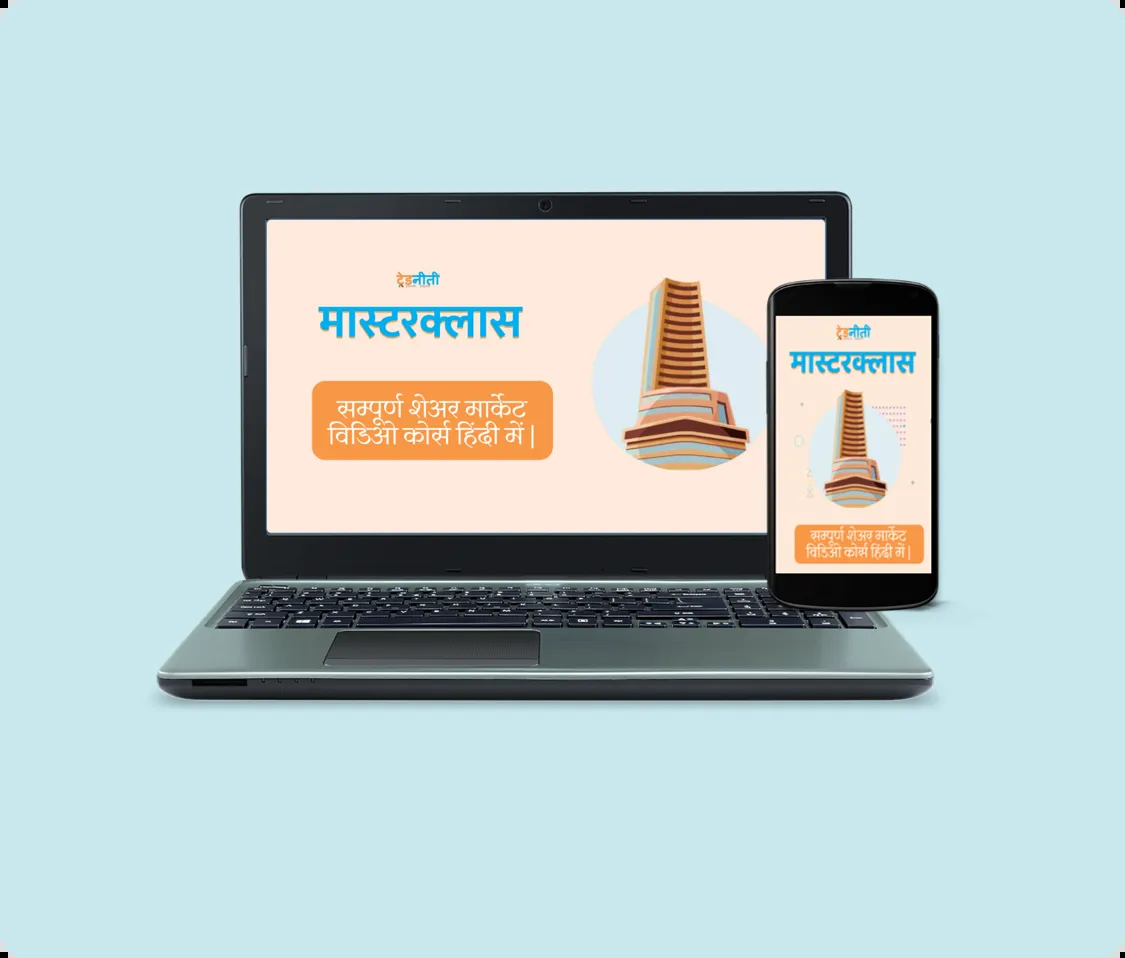 ट्रेडनीती
मास्टरक्लास
सम्पूर्ण शेअर मार्केट
विडिओ कोर्स हिंदी में |
ट्रेडनीती
मास्टरक्लास
सम्पूर्ण शेअर मार्केट
विडिओ कोर्स हिंदी में |